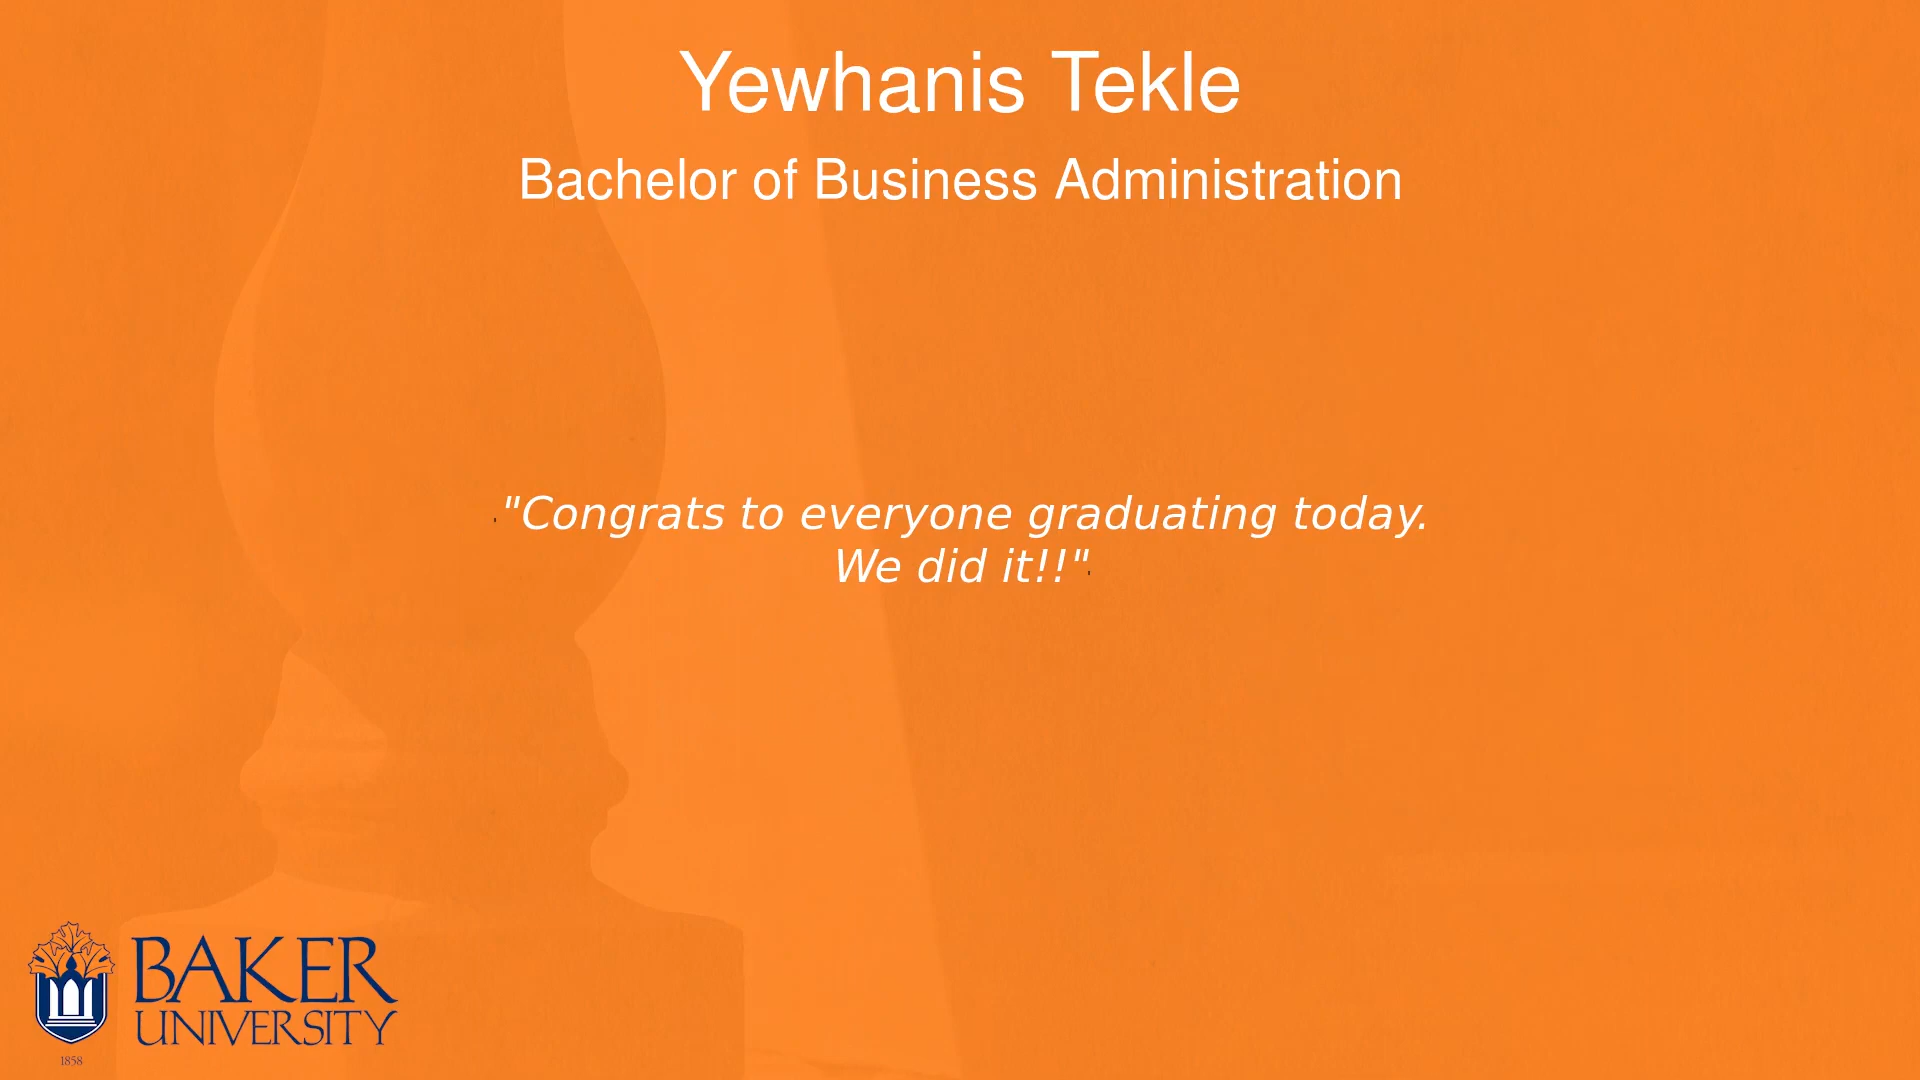 Yewhanis Tekle
Bachelor of Business Administration
"Congrats to everyone graduating today.
We did it!!"
BAKER
UNIVERSITY
1858